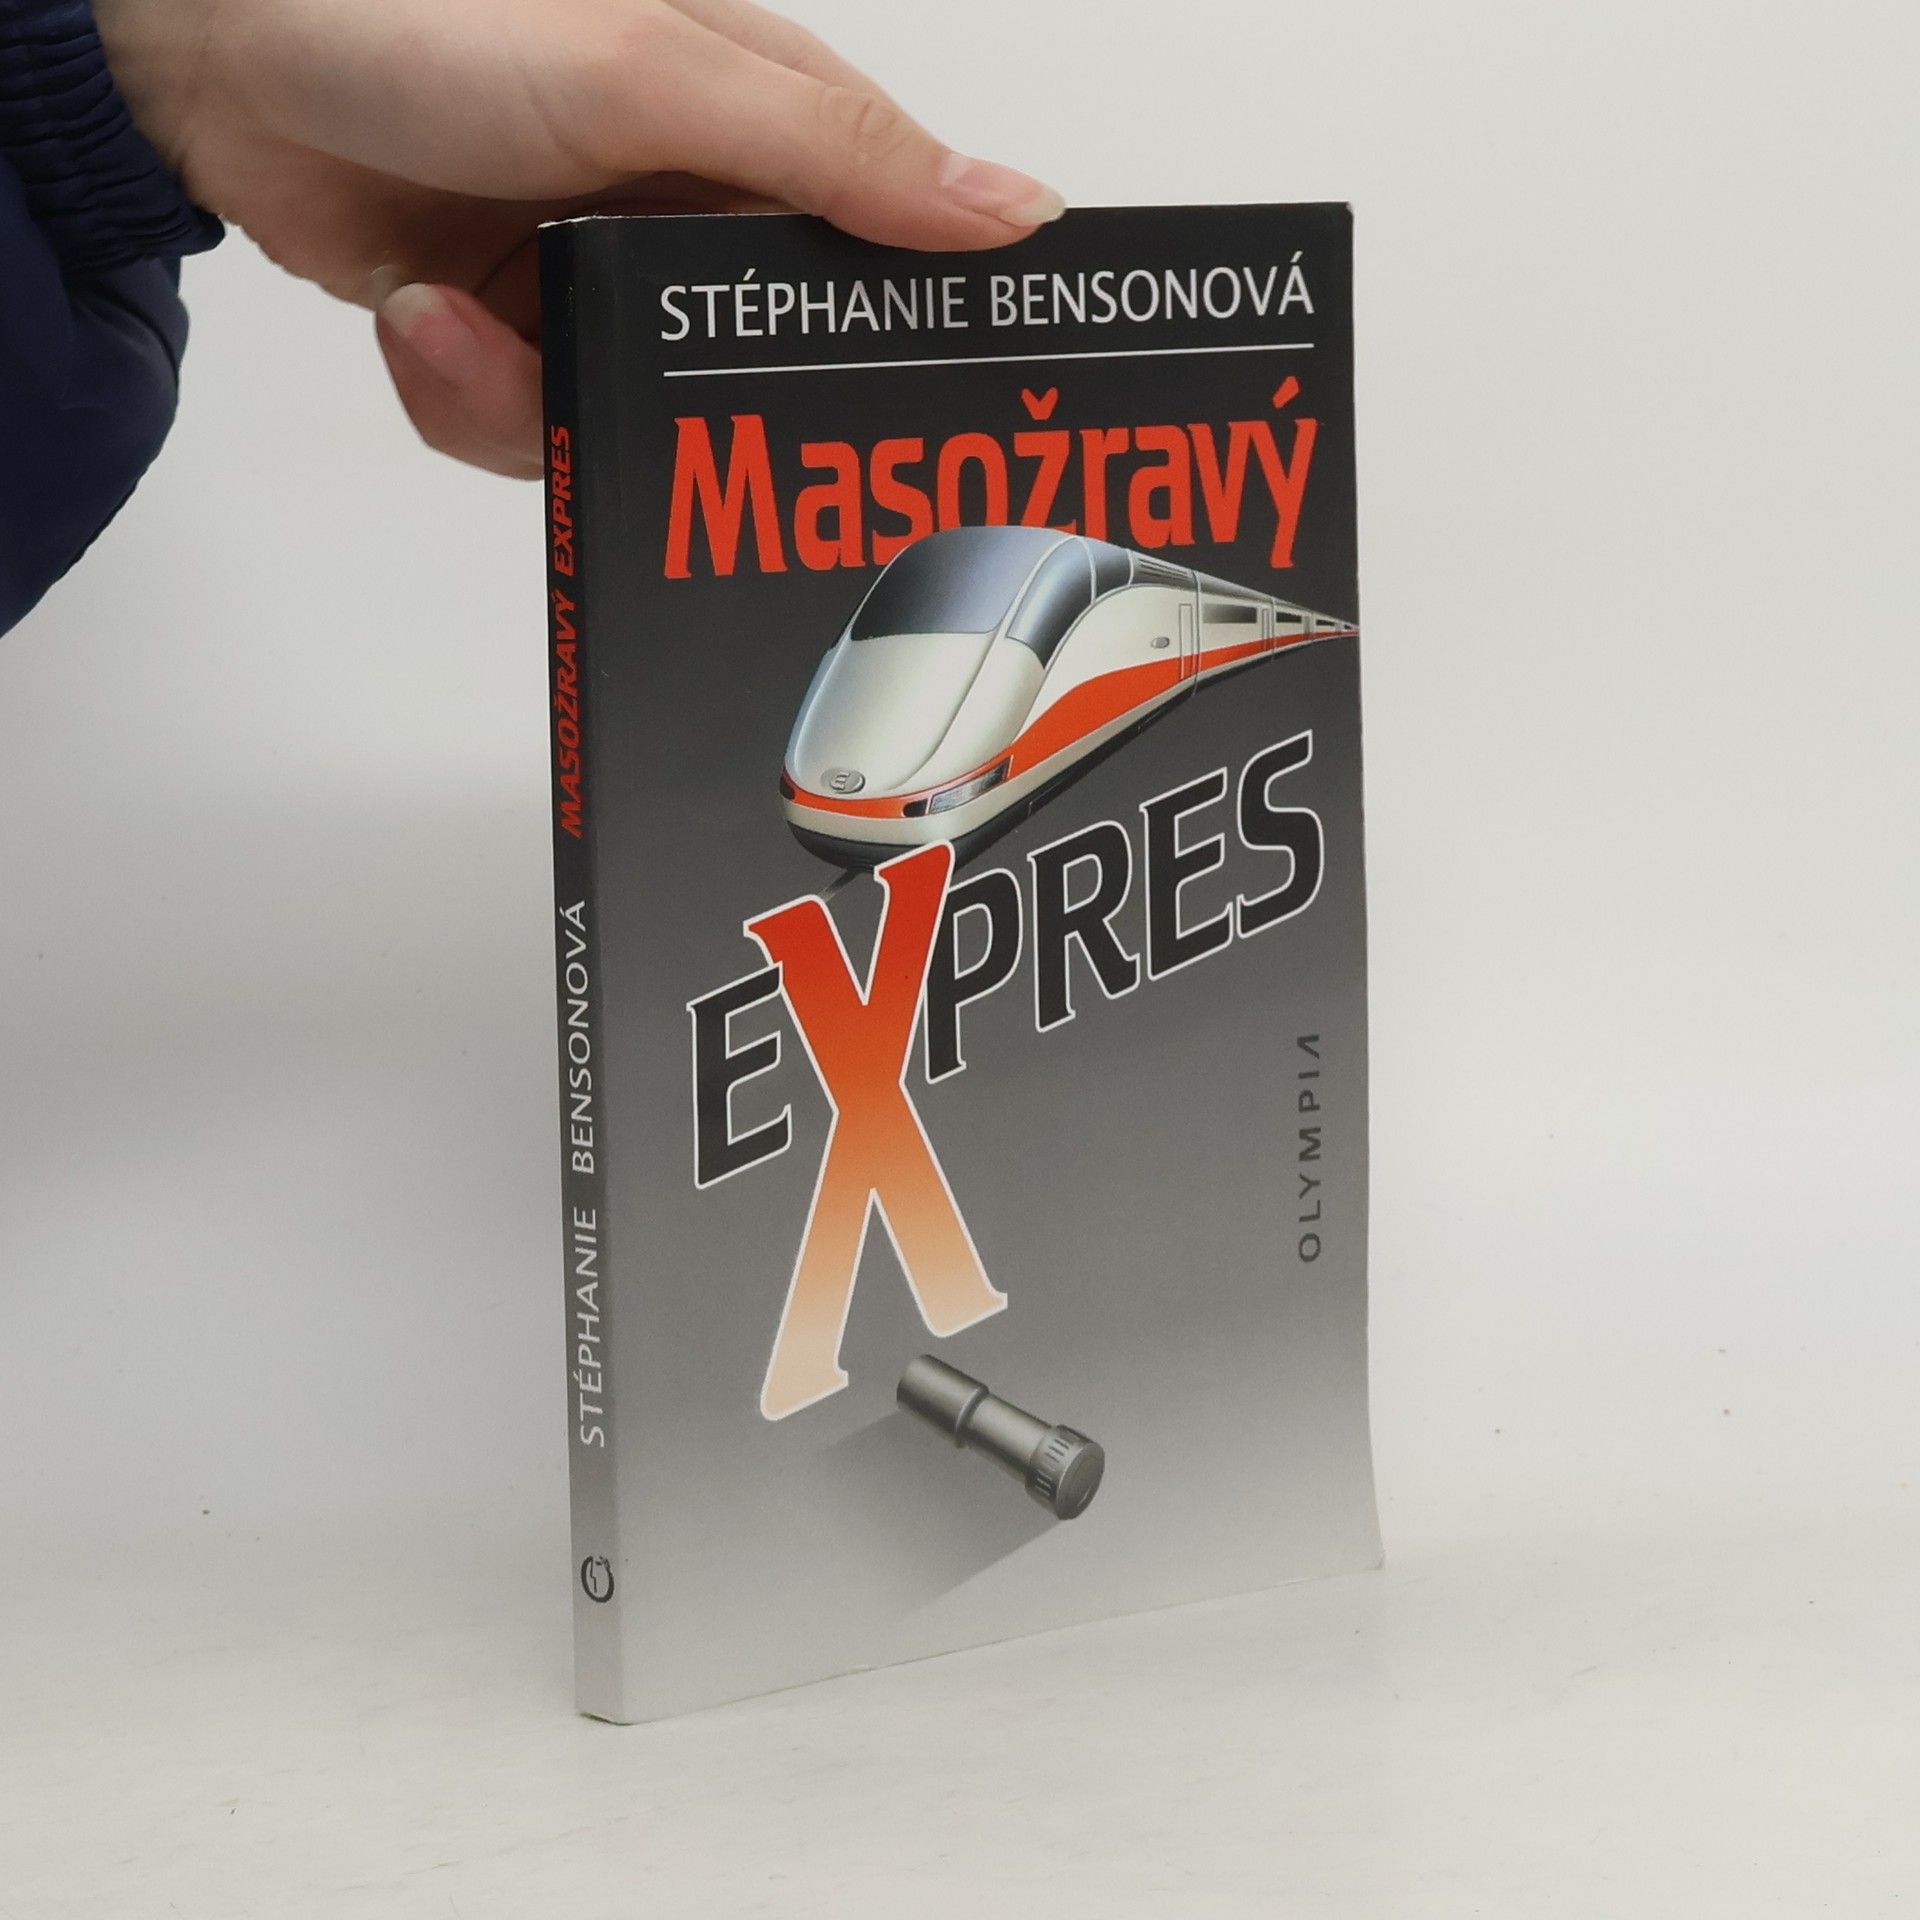 STÉPHANIE BENSONOVÁ
Masožravý
EXPRES
OLYMPIA
STÉPHANIE BENSONOVÁ MASOŽRAVÝ EXPRES